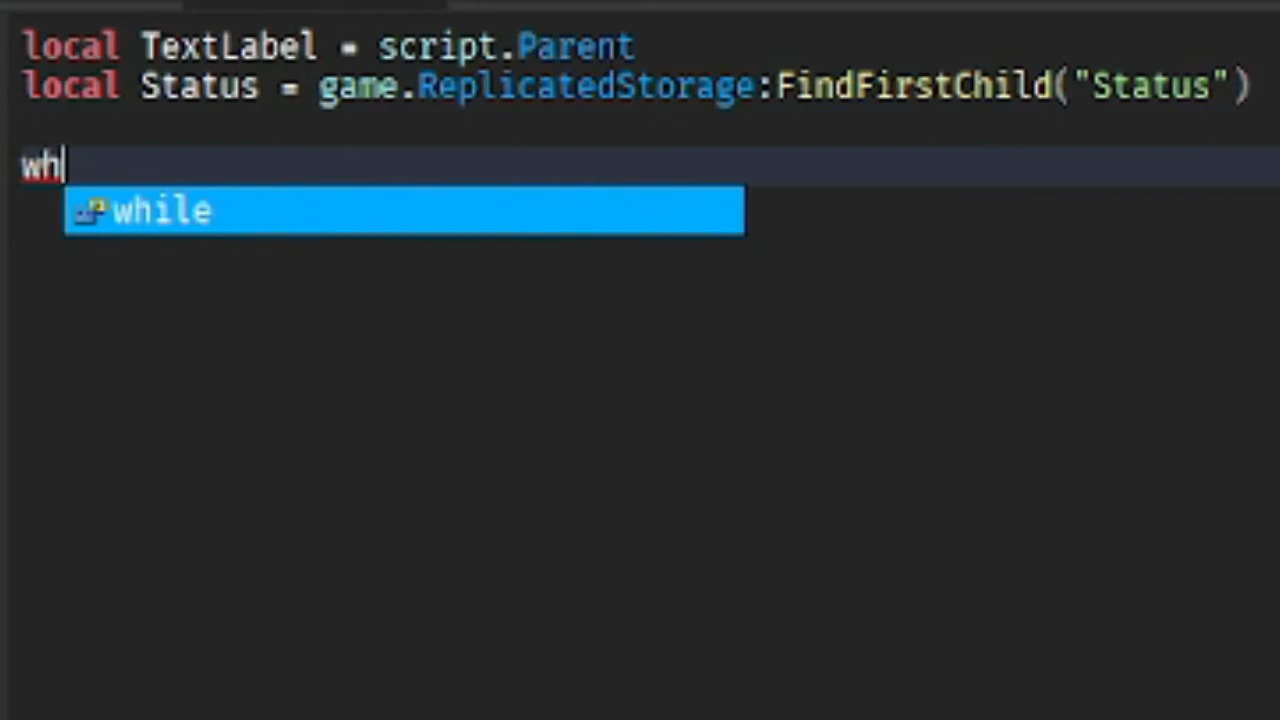 local TextLabel = script.Parent
local Status = game.ReplicatedStorage:FindFirstChild("Status")
wh
while